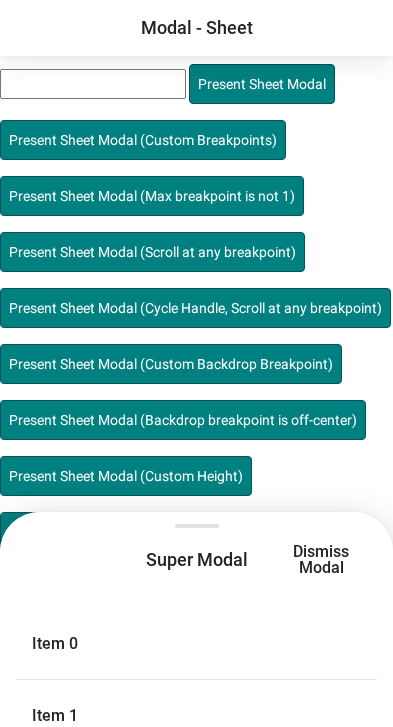 Modal - Sheet
Present Sheet Modal
Present Sheet Modal (Custom Breakpoints)
Present Sheet Modal (Max breakpoint is not 1)
Present Sheet Modal (Scroll at any breakpoint)
Present Sheet Modal (Cycle Handle, Scroll at any breakpoint)
Present Sheet Modal (Custom Backdrop Breakpoint)
Present Sheet Modal (Backdrop breakpoint is off-center)
Present Sheet Modal (Custom Height)
Super Modal
Dismiss
Modal
Item 0
Item 1